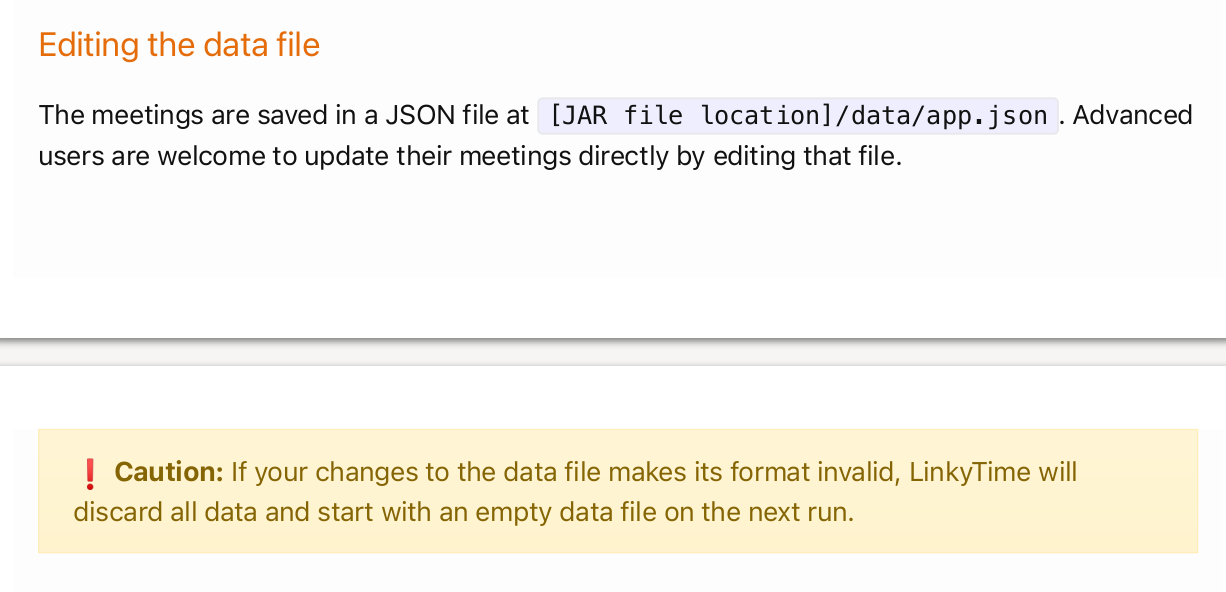 Editing the data file
The meetings are saved in a JSON file at [JAR file location]/data/app.json. Advanced
users are welcome to update their meetings directly by editing that file.
❗ Caution: If your changes to the data file makes its format invalid, LinkyTime will
discard all data and start with an empty data file on the next run.